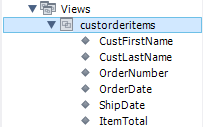 Views
custorderitems
CustFirstName
CustLastName
OrderNumber
OrderDate
ShipDate
ItemTotal